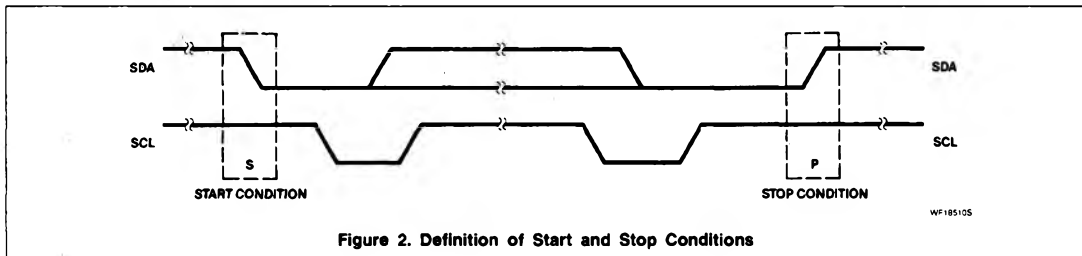 SDA
SDA
SCL
SCL
S
P
START CONDITION
STOP CONDITION
WF18510S
Figure 2. Definition of Start and Stop Conditions